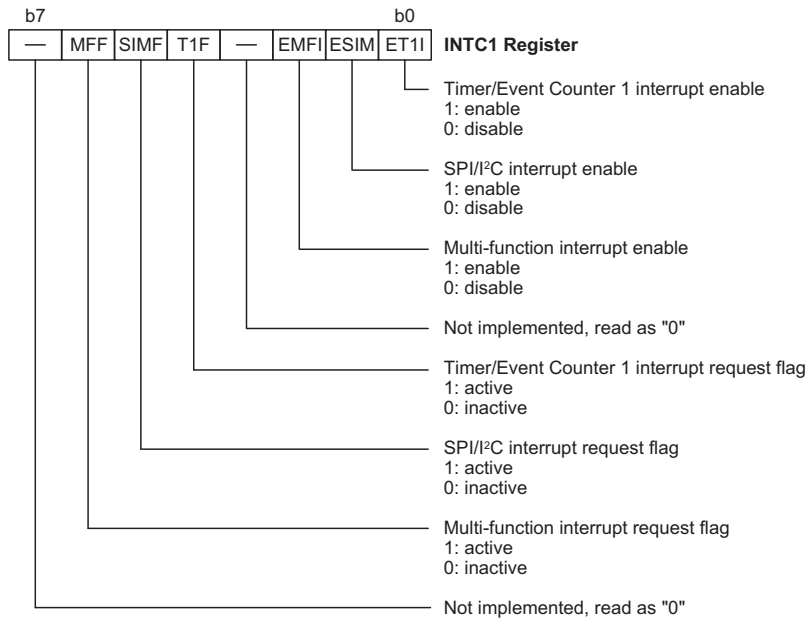 b7 b0
— MFF SIMF T1F — EMFI ESIM ET1I INTC1 Register
Timer/Event Counter 1 interrupt enable
1: enable
0: disable
SPI/I²C interrupt enable
1: enable
0: disable
Multi-function interrupt enable
1: enable
0: disable
Not implemented, read as "0"
Timer/Event Counter 1 interrupt request flag
1: active
0: inactive
SPI/I²C interrupt request flag
1: active
0: inactive
Multi-function interrupt request flag
1: active
0: inactive
Not implemented, read as "0"